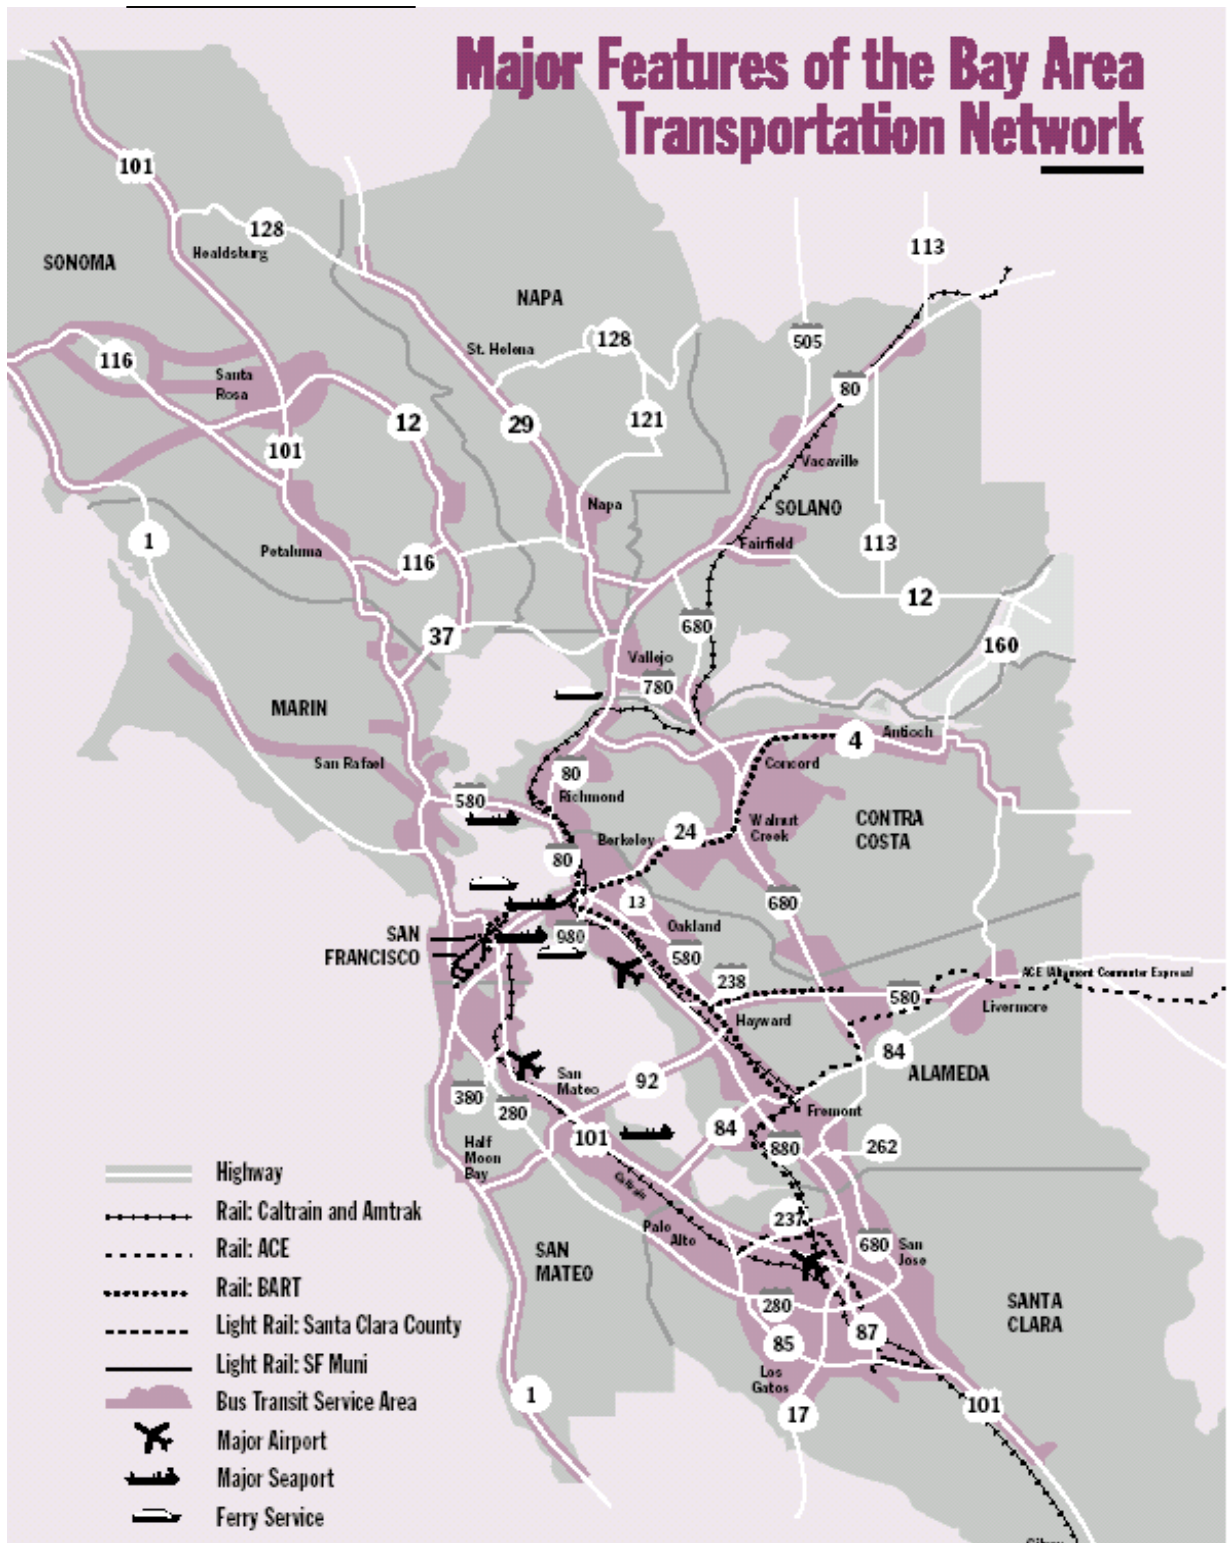 Major Features of the Bay Area
Transportation Network
101
128
Healdsburg
SONOMA
113
NAPA
116
St. Helena
128
505
Santa
Rosa
80
12
29
121
101
Vacaville
Napa
SOLANO
1
Petaluma
116
Fairfield
113
12
37
680
160
Vallejo
780
MARIN
4
Antioch
San Rafael
Concord
80
580
Richmond
Walnut
Creek
CONTRA
COSTA
24
Berkeley
80
680
13
Oakland
SAN
FRANCISCO
980
580
238
580
ACE (Altamont Commuter Express)
Livermore
Hayward
84
ALAMEDA
San
Mateo
92
380
280
Fremont
101
84
880
262
Half
Moon
Bay
Caltrain
237
Palo
Alto
680
San
Jose
SAN
MATEO
280
SANTA
CLARA
85
87
Los
Gatos
1
17
101
Highway
Rail: Caltrain and Amtrak
Rail: ACE
Rail: BART
Light Rail: Santa Clara County
Light Rail: SF Muni
Bus Transit Service Area
Major Airport
Major Seaport
Ferry Service